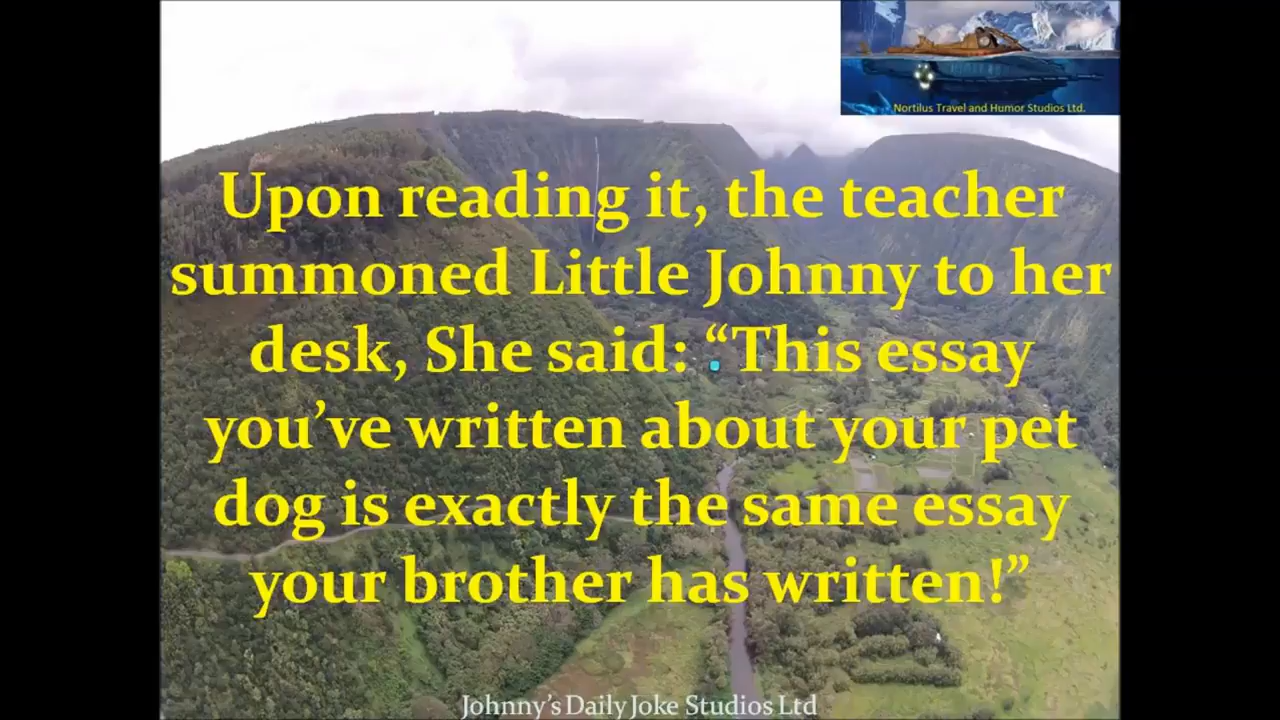 Nortilus Travel and Humor Studios Ltd.
Upon reading it, the teacher
summoned Little Johnny to her
desk, She said: “This essay
you’ve written about your pet
dog is exactly the same essay
your brother has written!”
Johnny’s Daily Joke Studios Ltd